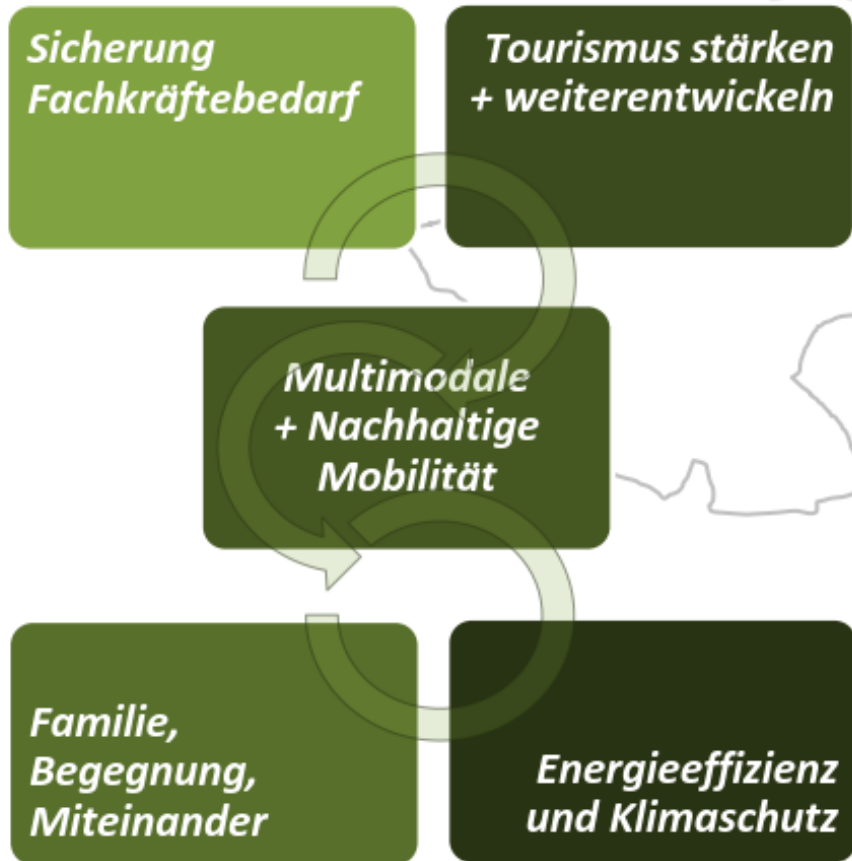 Sicherung
Fachkräftebedarf
Tourismus stärken
+ weiterentwickeln
Multimodale
+ Nachhaltige
Mobilität
Familie,
Begegnung,
Miteinander
Energieeffizienz
und Klimaschutz